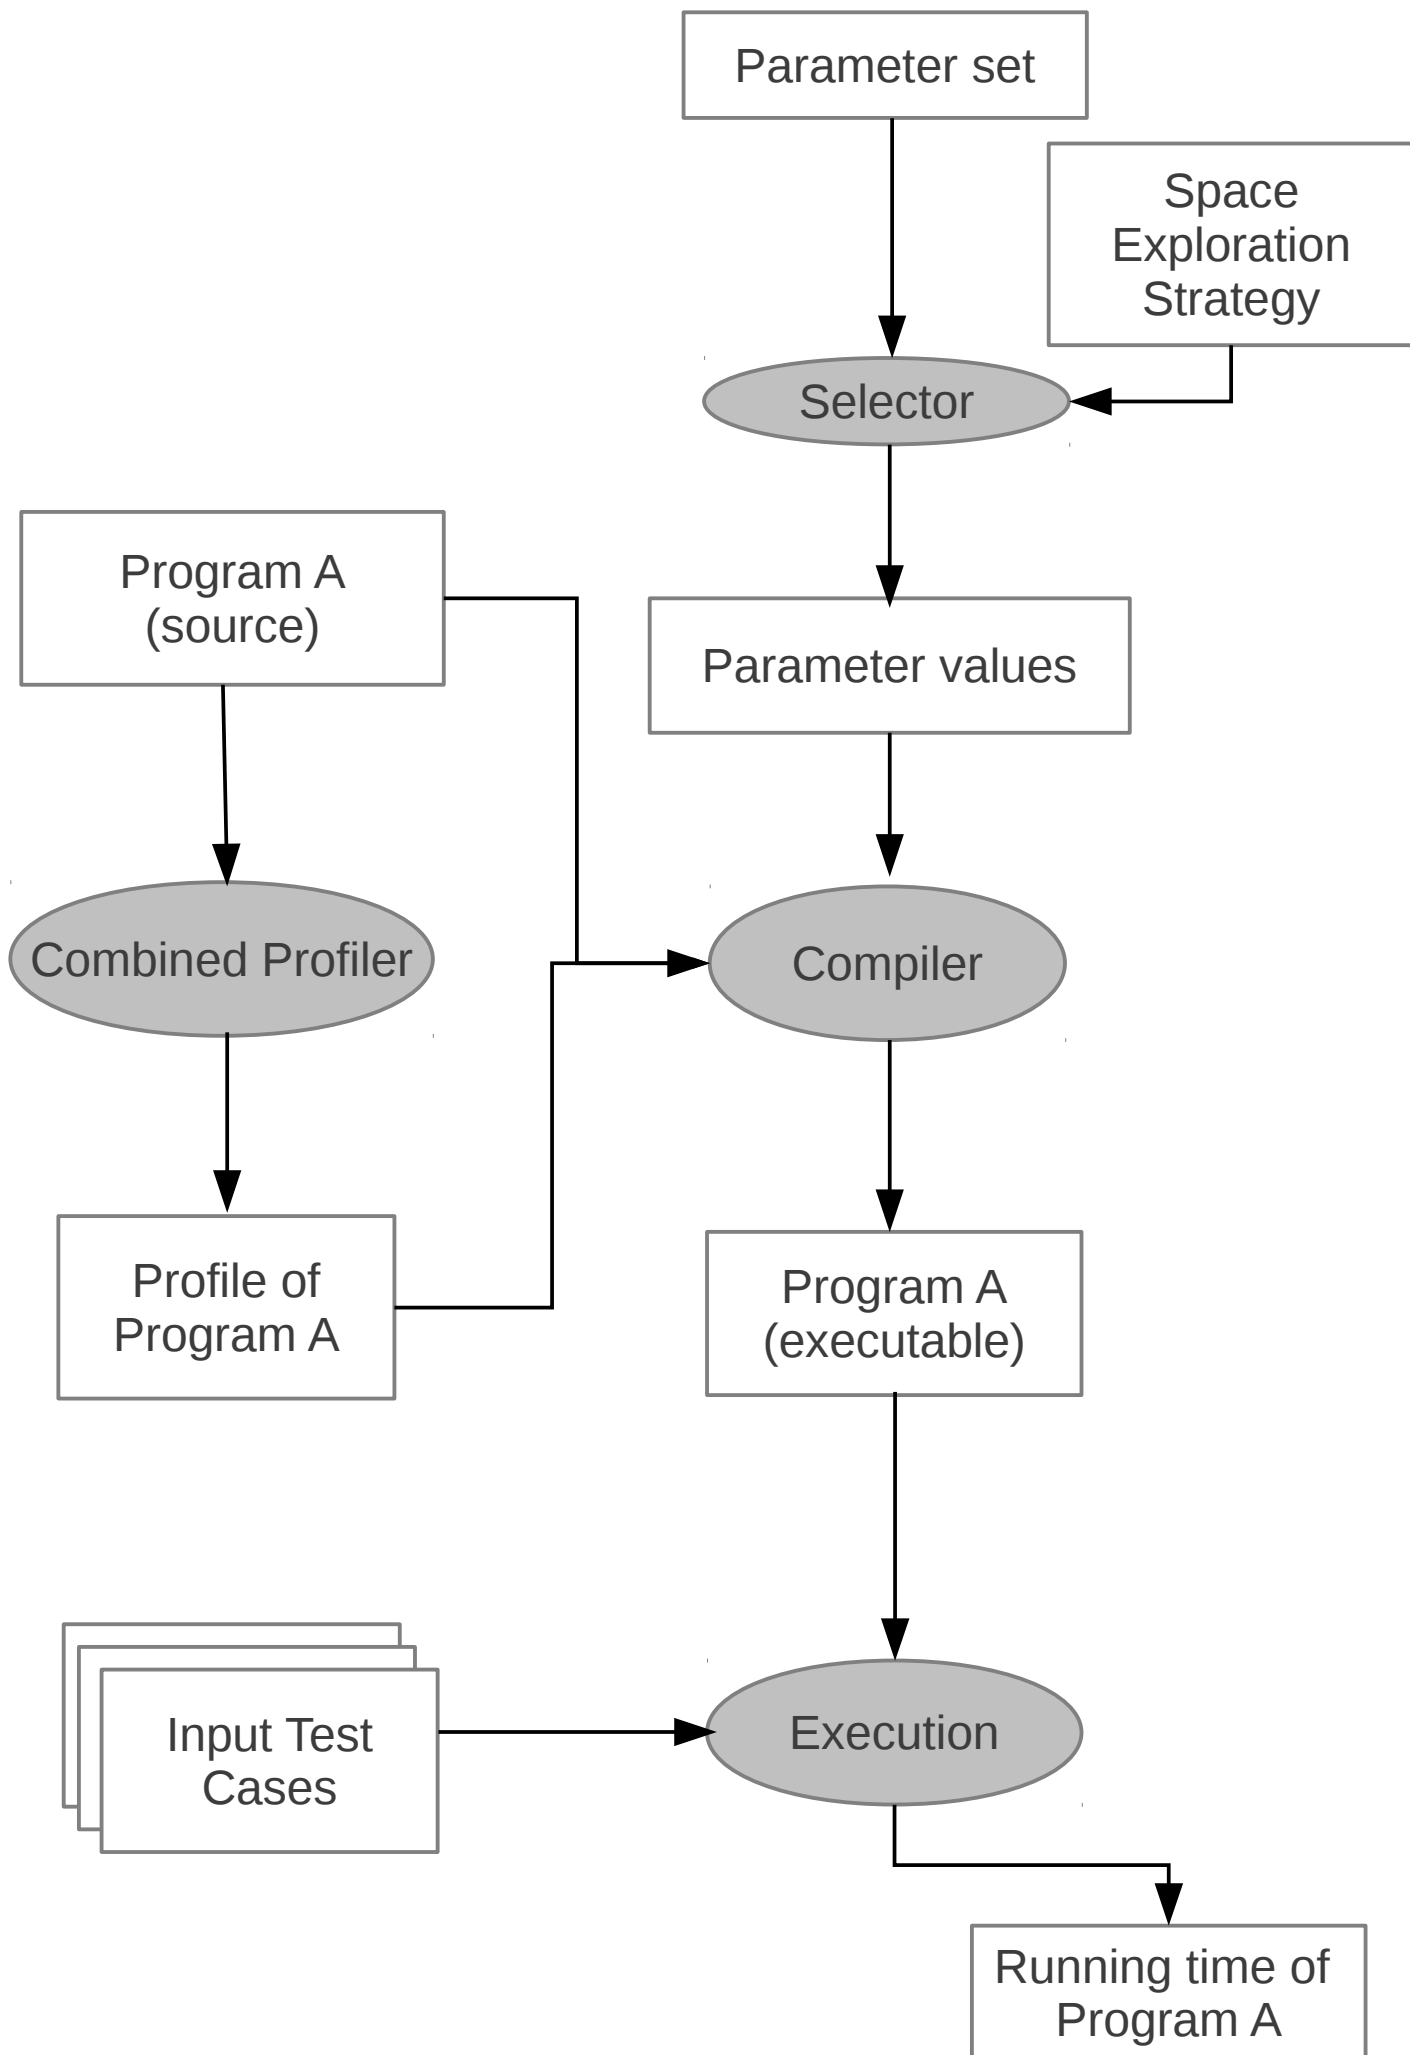 Parameter set
Space
Exploration
Strategy
Selector
Program A
(source)
Parameter values
Combined Profiler
Compiler
Profile of
Program A
Program A
(executable)
Input Test
Cases
Execution
Running time of
Program A